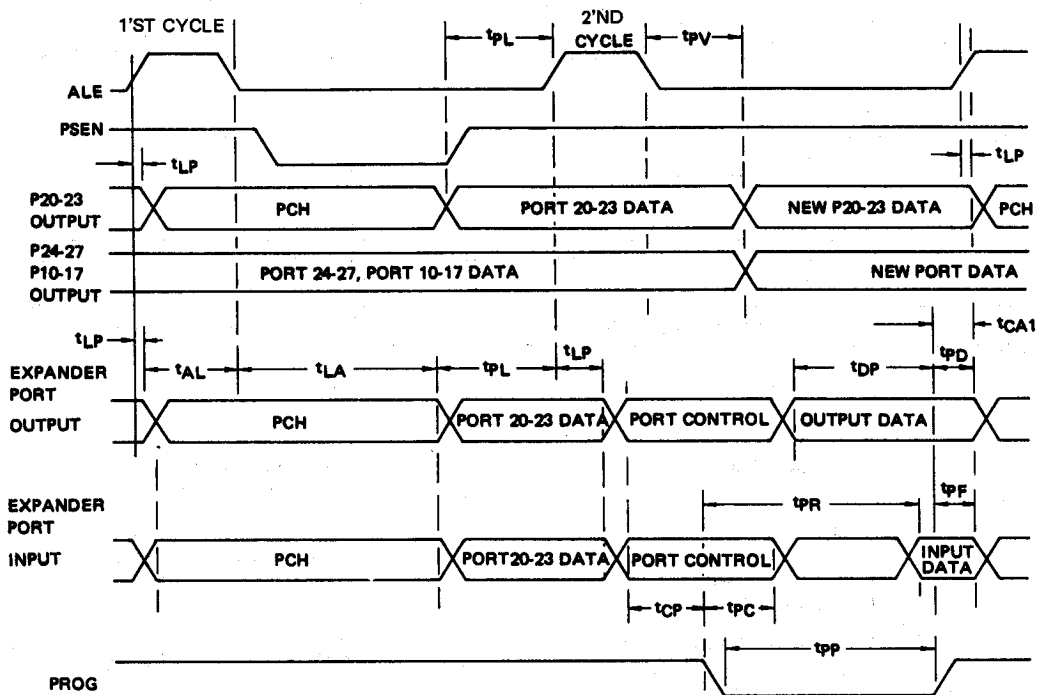 1'ST CYCLE
tPL
2'ND
CYCLE
tPV
ALE
PSEN
tLP
tLP
P20-23
OUTPUT
PCH
PORT 20-23 DATA
NEW P20-23 DATA
PCH
P24-27
P10-17
OUTPUT
PORT 24-27, PORT 10-17 DATA
NEW PORT DATA
tLP
tCA1
EXPANDER
PORT
OUTPUT
tAL
tLA
tPL
tLP
tDP
tPD
PCH
PORT 20-23 DATA
PORT CONTROL
OUTPUT DATA
EXPANDER
PORT
INPUT
tPR
tPF
PCH
PORT20-23 DATA
PORT CONTROL
INPUT
DATA
tCP
tPC
tPP
PROG